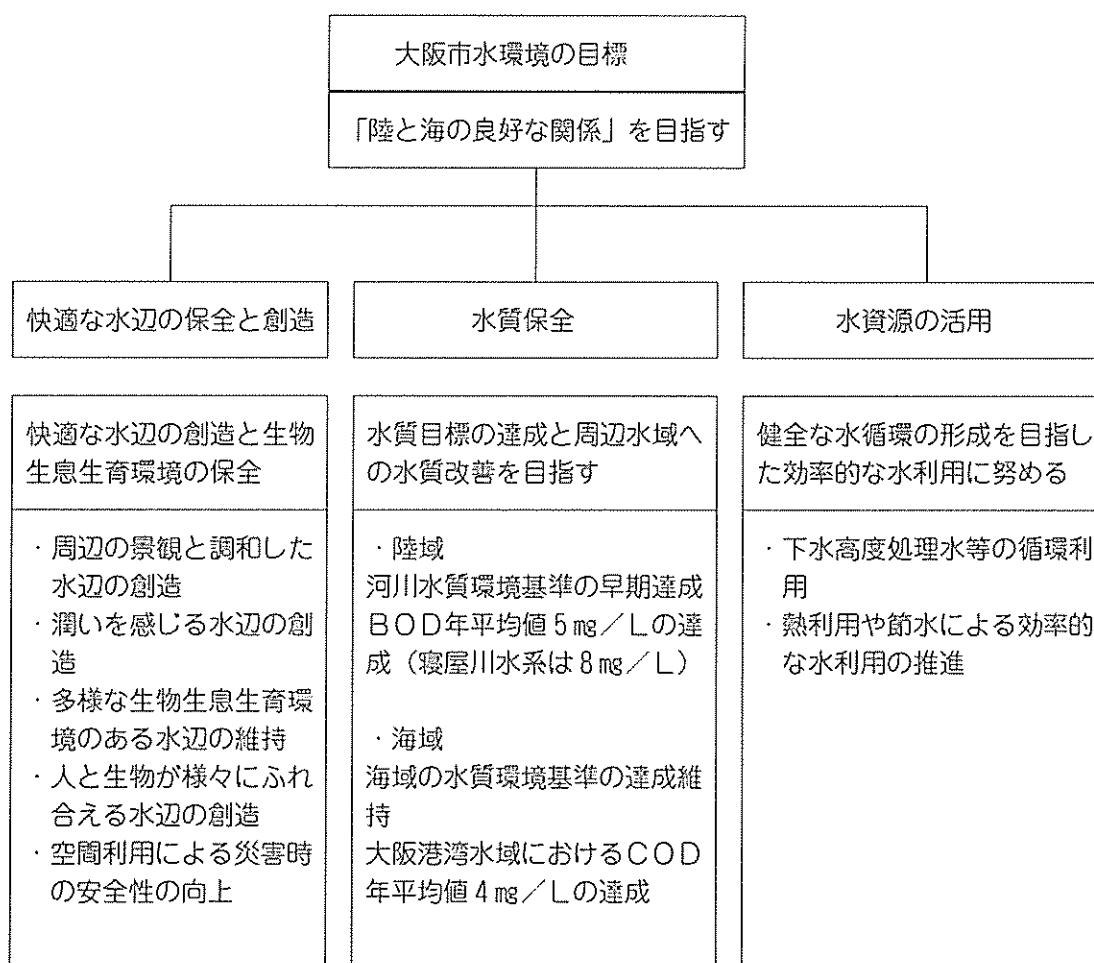 大阪市水環境の目標
「陸と海の良好な関係」を目指す
快適な水辺の保全と創造
水質保全
水資源の活用
快適な水辺の創造と生物
生息生育環境の保全
・周辺の景観と調和した
水辺の創造
・潤いを感じる水辺の創
造
・多様な生物生息生育環
境のある水辺の維持
・人と生物が様々にふれ
合える水辺の創造
・空間利用による災害時
の安全性の向上
水質目標の達成と周辺水域へ
の水質改善を目指す
・陸域
河川水質環境基準の早期達成
BOD年平均値5㎎/Lの達
成(寝屋川水系は8㎎/L)
・海域
海域の水質環境基準の達成維
持
大阪港湾水域におけるCOD
年平均値4㎎/Lの達成
健全な水循環の形成を目指し
た効率的な水利用に努める
・下水高度処理水等の循環利
用
・熱利用や節水による効率的
な水利用の推進